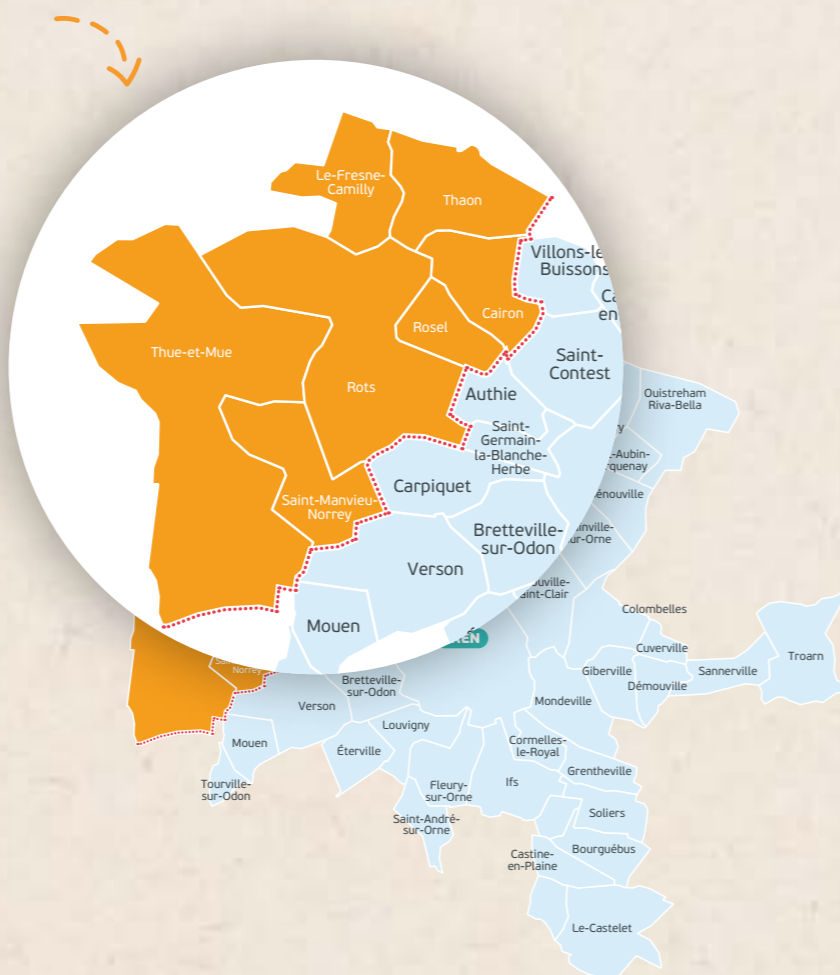 Le-Fresne-
Camilly
Thaon
Villons-le
Buissons
Cairon
Rosel
Thue-et-Mue
Rots
Saint-
Contest
Authie
Saint-
Germain-
la-Blanche-
Herbe
Carpiquet
Saint-Manvieu-
Norrey
Bretteville-
sur-Odon
Verson
Mouen
Ouistreham
Riva-Bella
-Aubin-
Colombelles
Cuverville
Giberville
Démouville
Sannerville
Troarn
Mondeville
Norrey
Bretteville-
sur-Odon
Verson
Louvigny
Mouen
Éterville
Cormelles-
le-Royal
Grentheville
Tourville-
sur-Odon
Fleury-
sur-Orne
Ifs
Soliers
Saint-André-
sur-Orne
Bourguébus
Castine-
en-Plaine
Le-Castelet